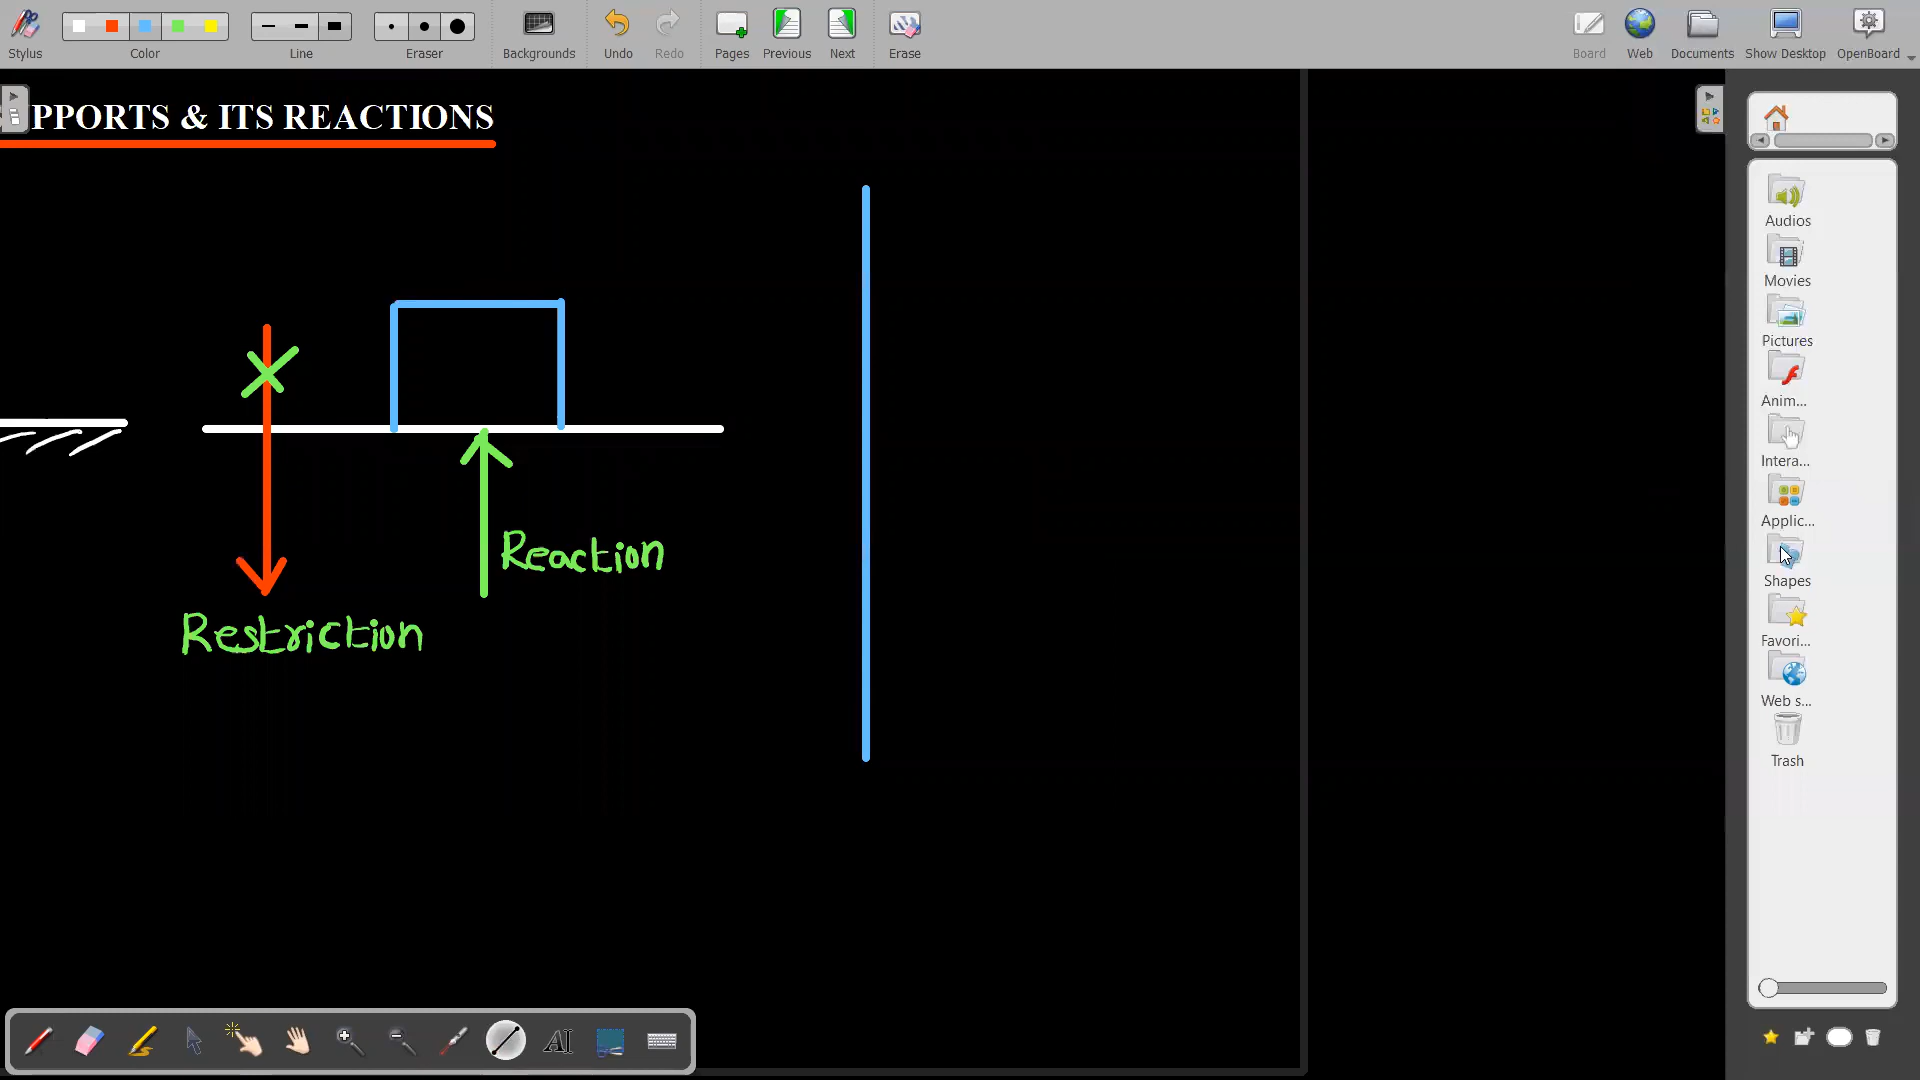 Stylus
Color
Line
Eraser
Backgrounds
Undo
Redo
Pages
Previous
Next
Erase
Board
Web
Documents
Show Desktop
OpenBoard
PPORTS & ITS REACTIONS
Reaction
Restriction
Audios
Movies
Pictures
Anim...
Intera...
Applic...
Shapes
Favori...
Web s...
Trash
AI